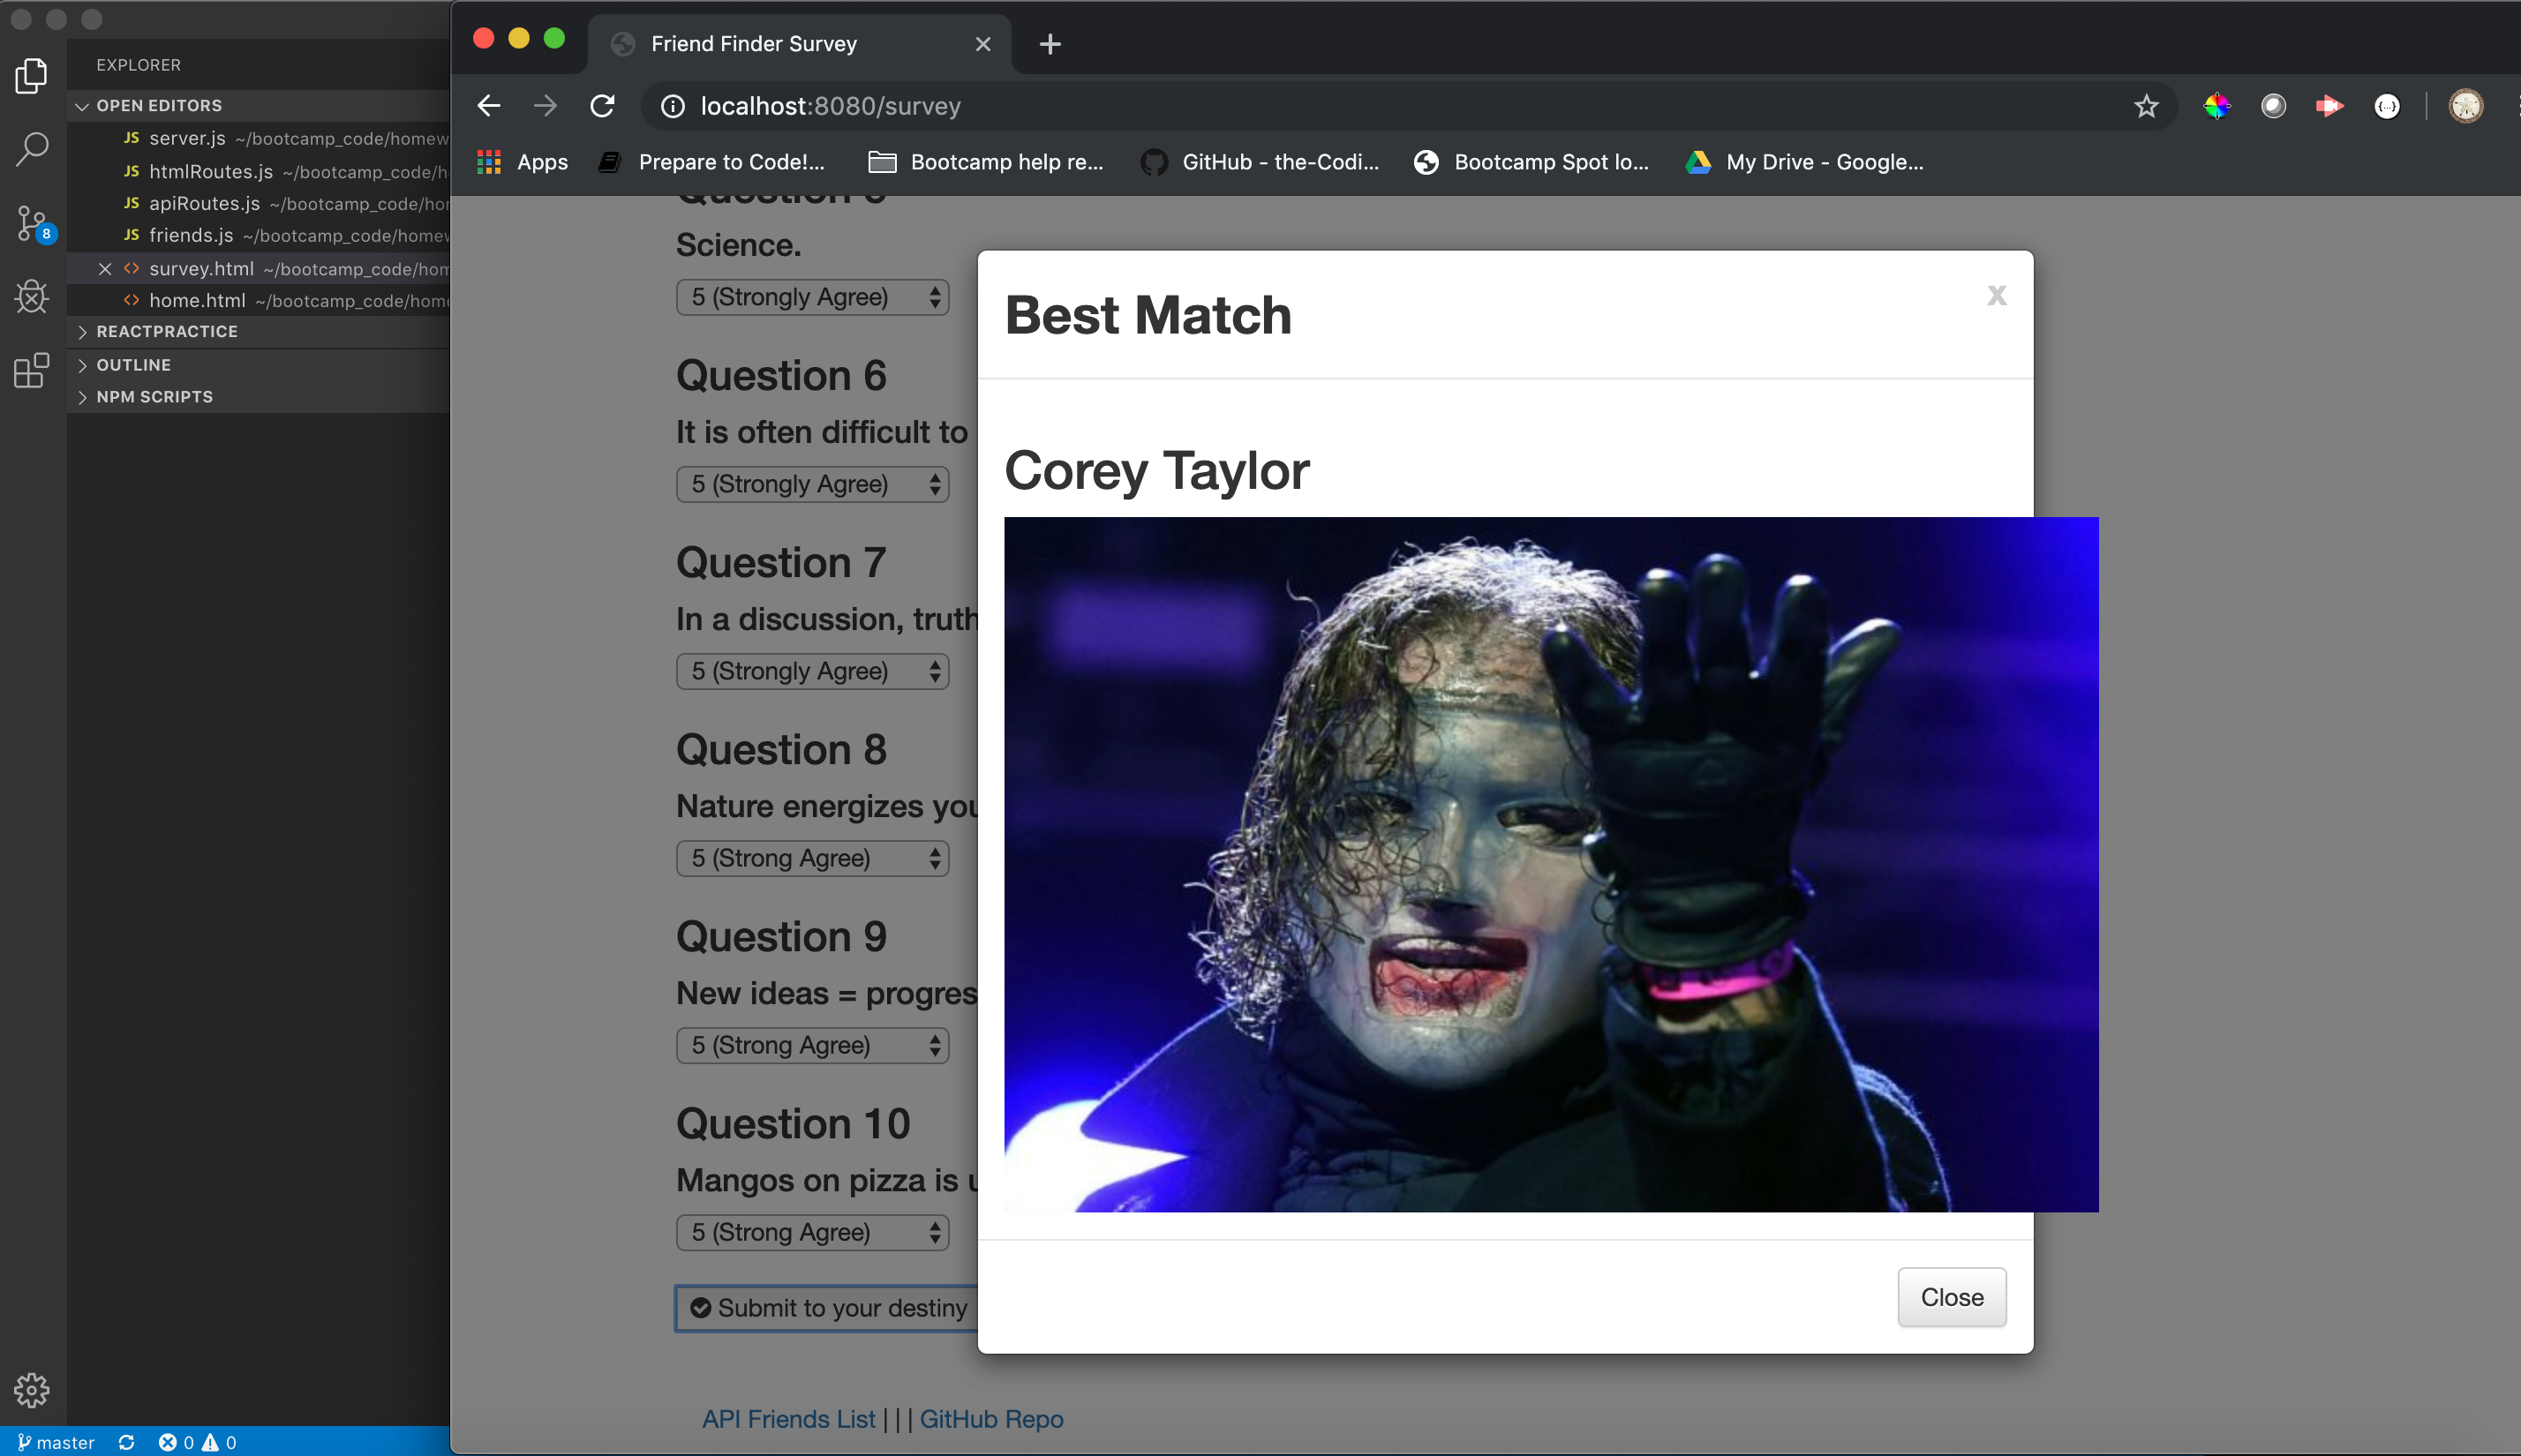 EXPLORER
OPEN EDITORS
JS server.js ~/bootcamp_code/homew
JS htmlRoutes.js ~/bootcamp_code/h
JS apiRoutes.js ~/bootcamp_code/hor
JS friends.js ~/bootcamp_code/homew
<> survey.html ~/bootcamp_code/hom
<> home.html ~/bootcamp_code/home
REACTPRACTICE
OUTLINE
NPM SCRIPTS
8
master 0 0
Friend Finder Survey
localhost:8080/survey
Apps Prepare to Code!... Bootcamp help re... GitHub - the-Codi... Bootcamp Spot lo... My Drive - Google...
Question
Science.
5 (Strongly Agree)
Question 6
It is often difficult to
5 (Strongly Agree)
Question 7
In a discussion, truth
5 (Strongly Agree)
Question 8
Nature energizes you
5 (Strong Agree)
Question 9
New ideas = progres
5 (Strong Agree)
Question 10
Mangos on pizza is u
5 (Strong Agree)
Submit to your destiny
API Friends List | | | GitHub Repo
Best Match
x
Corey Taylor
Close